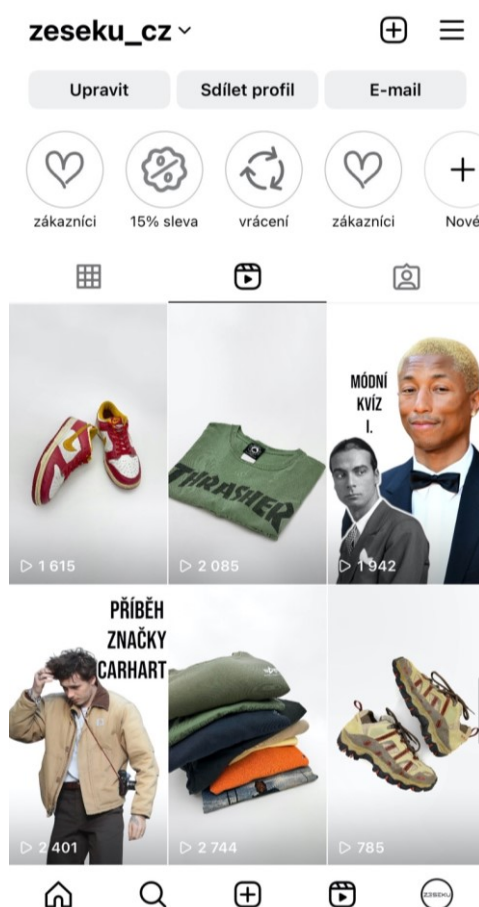 zeseku_cz
Upravit
Sdílet profil
E-mail
zákazníci
15% sleva
vrácení
zákazníci
Nové
THRASHER
MÓDNÍ
KVÍZ
I.
1 615
2 085
1 942
PŘÍBĚH
ZNAČKY
CARHART
2 401
2 744
785
ZESEKU